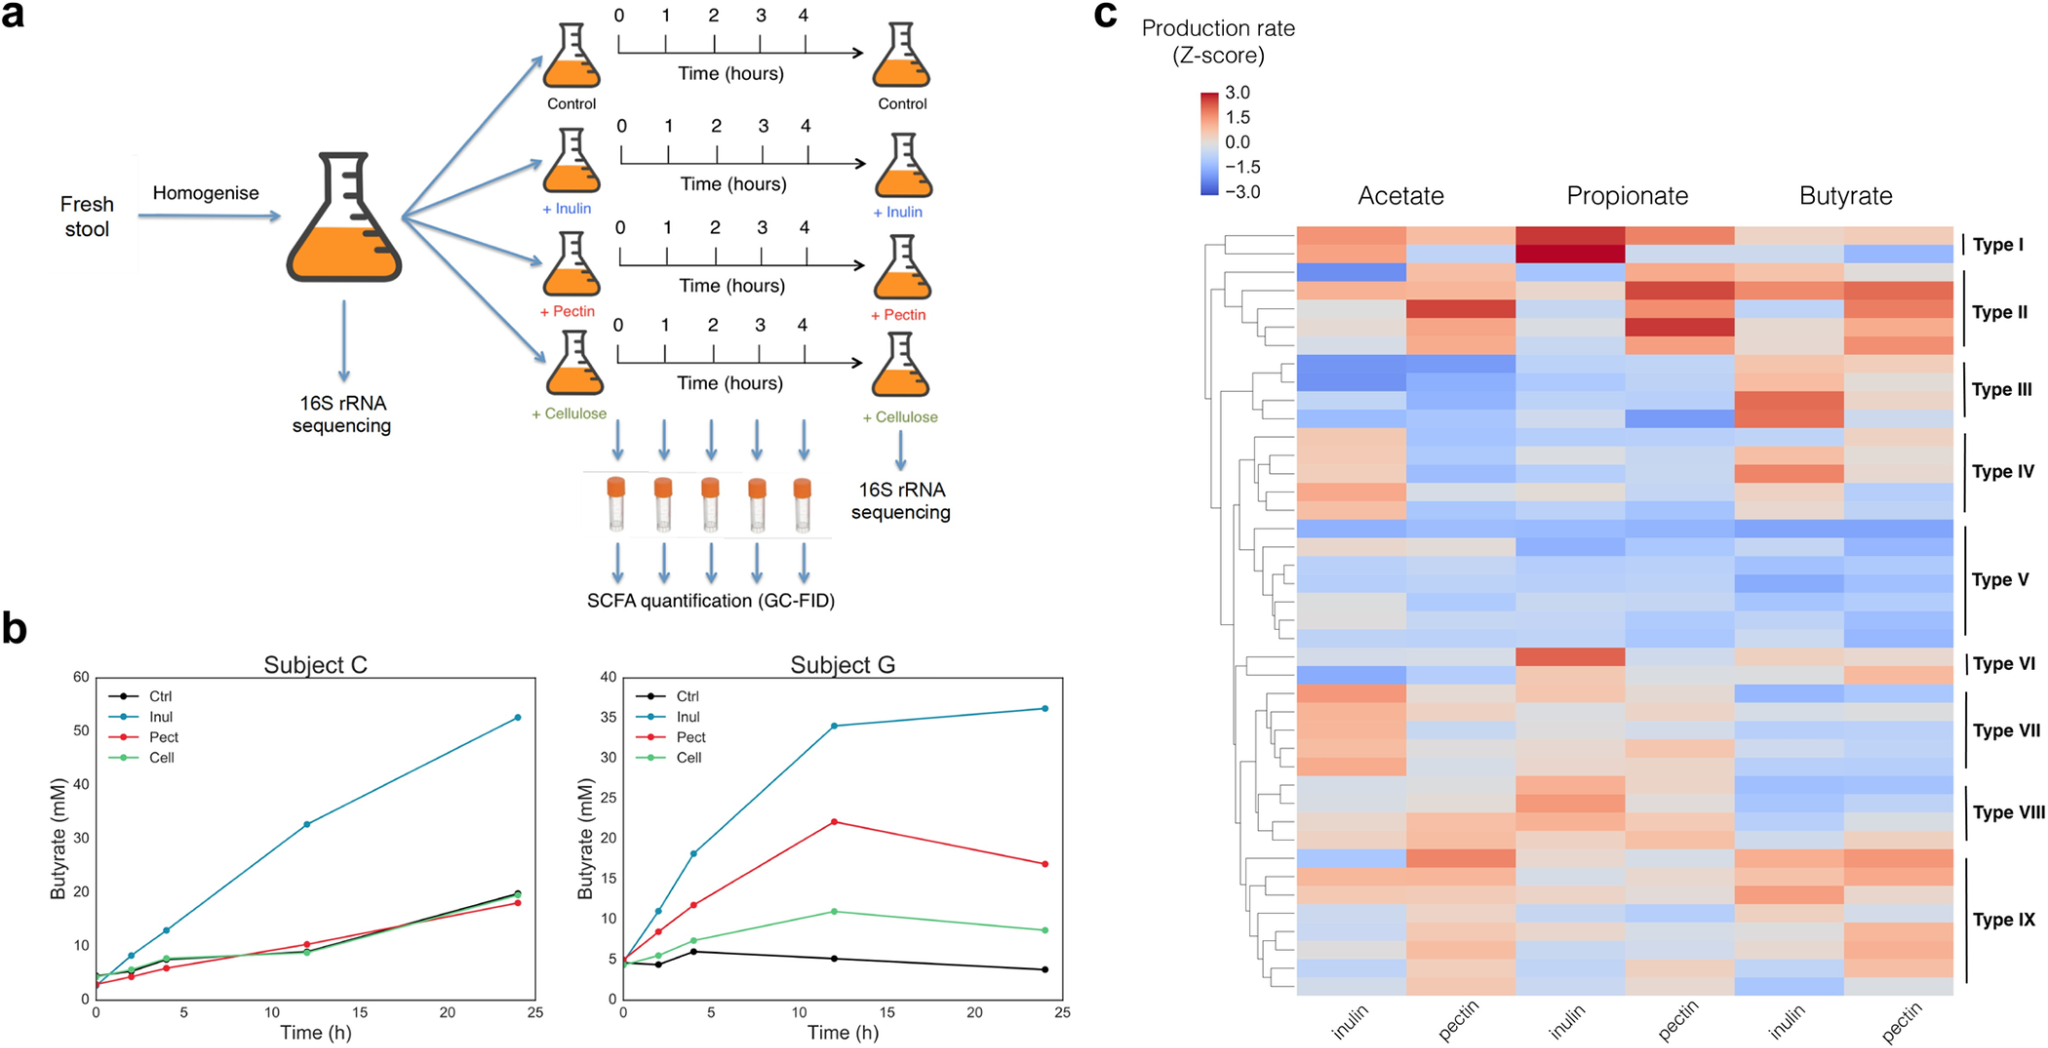 a
Fresh
stool
Homogenise
16S rRNA
sequencing
0 1 2 3 4
Time (hours)
Control
Control
0 1 2 3 4
Time (hours)
+ Inulin
+ Inulin
0 1 2 3 4
Time (hours)
+ Pectin
+ Pectin
0 1 2 3 4
Time (hours)
+ Cellulose
+ Cellulose
16S rRNA
sequencing
SCFA quantification (GC-FID)
b
Subject C
Butyrate (mM)
60
50
40
30
20
10
0
Ctrl
Inul
Pect
Cell
0 5 10 15 20 25
Time (h)
Subject G
Butyrate (mM)
40
35
30
25
20
15
10
5
0
Ctrl
Inul
Pect
Cell
0 5 10 15 20 25
Time (h)
c
Production rate
(Z-score)
3.0
1.5
0.0
−1.5
−3.0
Acetate Propionate Butyrate
Type I
Type II
Type III
Type IV
Type V
Type VI
Type VII
Type VIII
Type IX
inulin pectin inulin pectin inulin pectin